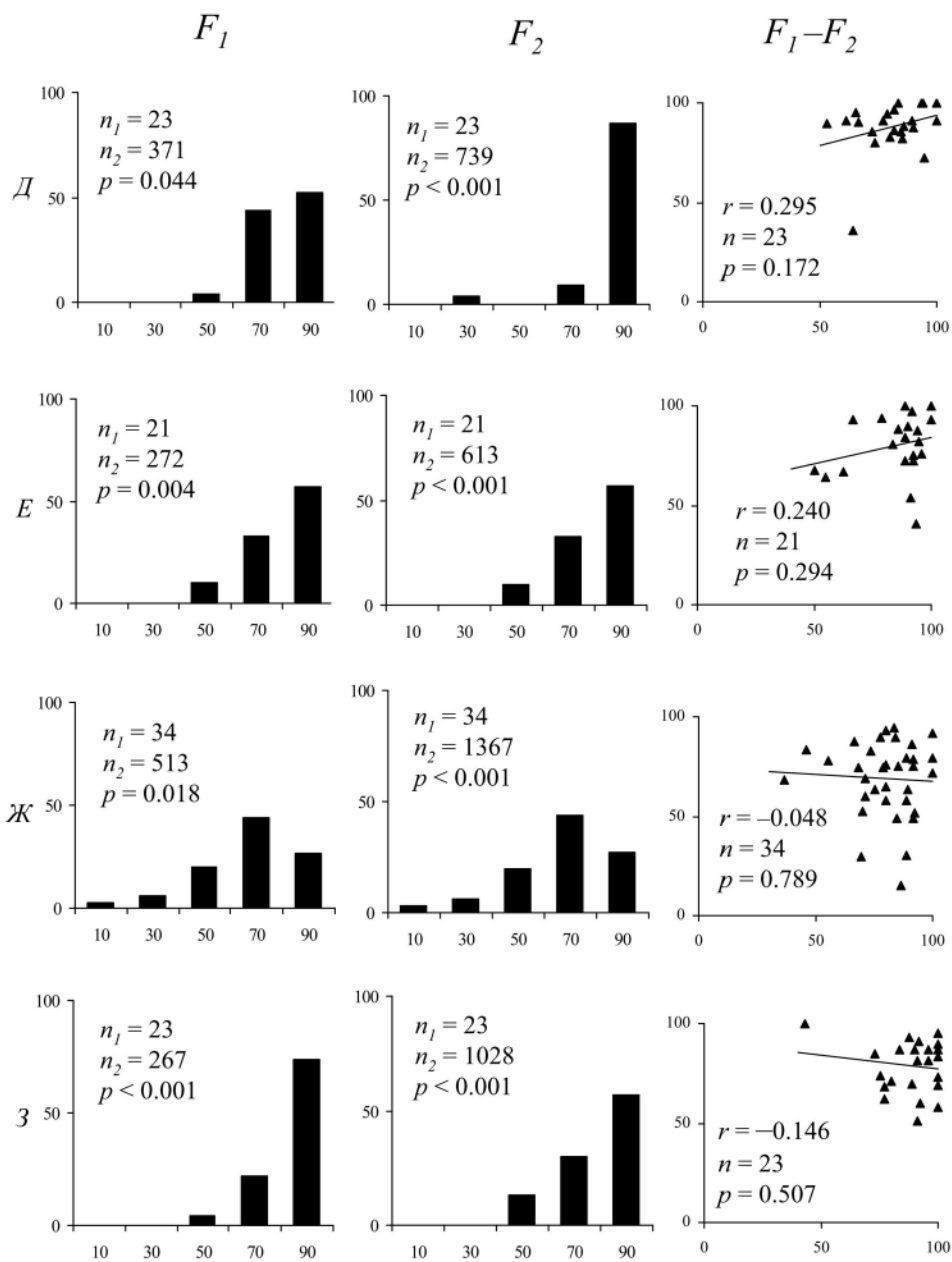 F₁ F₂ F₁–F₂
Д
100
50
0
10 30 50 70 90
n₁ = 23
n₂ = 371
p = 0.044
100
50
0
10 30 50 70 90
n₁ = 23
n₂ = 739
p < 0.001
100
50
0
0 50 100
r = 0.295
n = 23
p = 0.172
Е
100
50
0
10 30 50 70 90
n₁ = 21
n₂ = 272
p = 0.004
100
50
0
10 30 50 70 90
n₁ = 21
n₂ = 613
p < 0.001
100
50
0
0 50 100
r = 0.240
n = 21
p = 0.294
Ж
100
50
0
10 30 50 70 90
n₁ = 34
n₂ = 513
p = 0.018
100
50
0
10 30 50 70 90
n₁ = 34
n₂ = 1367
p < 0.001
100
50
0
0 50 100
r = –0.048
n = 34
p = 0.789
З
100
50
0
10 30 50 70 90
n₁ = 23
n₂ = 267
p < 0.001
100
50
0
10 30 50 70 90
n₁ = 23
n₂ = 1028
p < 0.001
100
50
0
0 50 100
r = –0.146
n = 23
p = 0.507